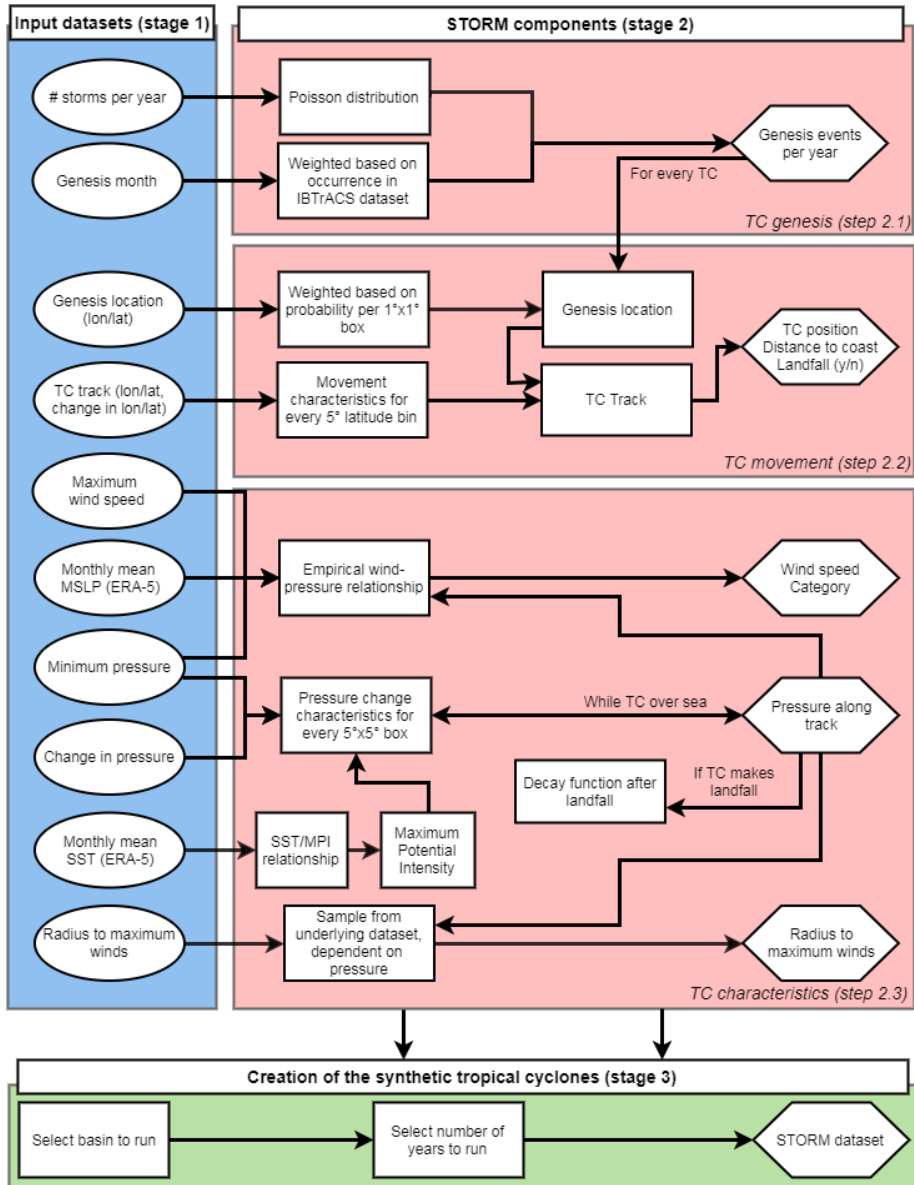 Input datasets (stage 1)
STORM components (stage 2)
# storms per year
Poisson distribution
Genesis month
Weighted based on
occurrence in
IBTrACS dataset
Genesis events
per year
For every TC
TC genesis (step 2.1)
Genesis location
(lon/lat)
Weighted based on
probability per 1°x1°
box
Genesis location
TC position
Distance to coast
Landfall (y/n)
TC track (lon/lat,
change in lon/lat)
Movement
characteristics for
every 5° latitude bin
TC Track
TC movement (step 2.2)
Maximum
wind speed
Monthly mean
MSLP (ERA-5)
Empirical wind-
pressure relationship
Wind speed
Category
Minimum pressure
Pressure change
characteristics for
every 5°x5° box
While TC over sea
Pressure along
track
Change in pressure
Decay function after
landfall
If TC makes
landfall
Monthly mean
SST (ERA-5)
SST/MPI
relationship
Maximum
Potential
Intensity
Radius to maximum
winds
Sample from
underlying dataset,
dependent on
pressure
Radius to
maximum winds
TC characteristics (step 2.3)
Creation of the synthetic tropical cyclones (stage 3)
Select basin to run
Select number of
years to run
STORM dataset